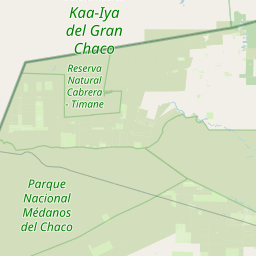 Kaa-Iya
del Gran
Chaco
Reserva
Natural
Cabrera
- Timane
Parque
Nacional
Médanos
del Chaco